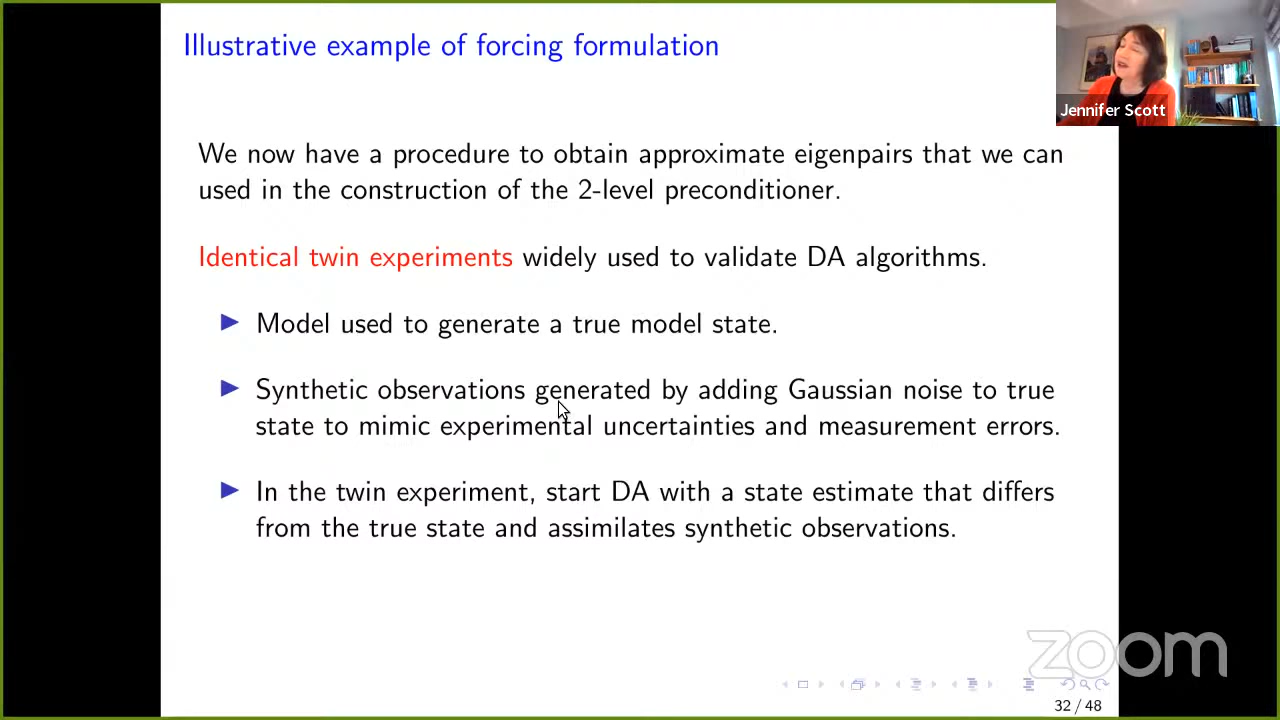 Illustrative example of forcing formulation
Jennifer Scott
We now have a procedure to obtain approximate eigenpairs that we can
used in the construction of the 2-level preconditioner.
Identical twin experiments widely used to validate DA algorithms.
Model used to generate a true model state.
Synthetic observations generated by adding Gaussian noise to true
state to mimic experimental uncertainties and measurement errors.
In the twin experiment, start DA with a state estimate that differs
from the true state and assimilates synthetic observations.
zoom
32 / 48